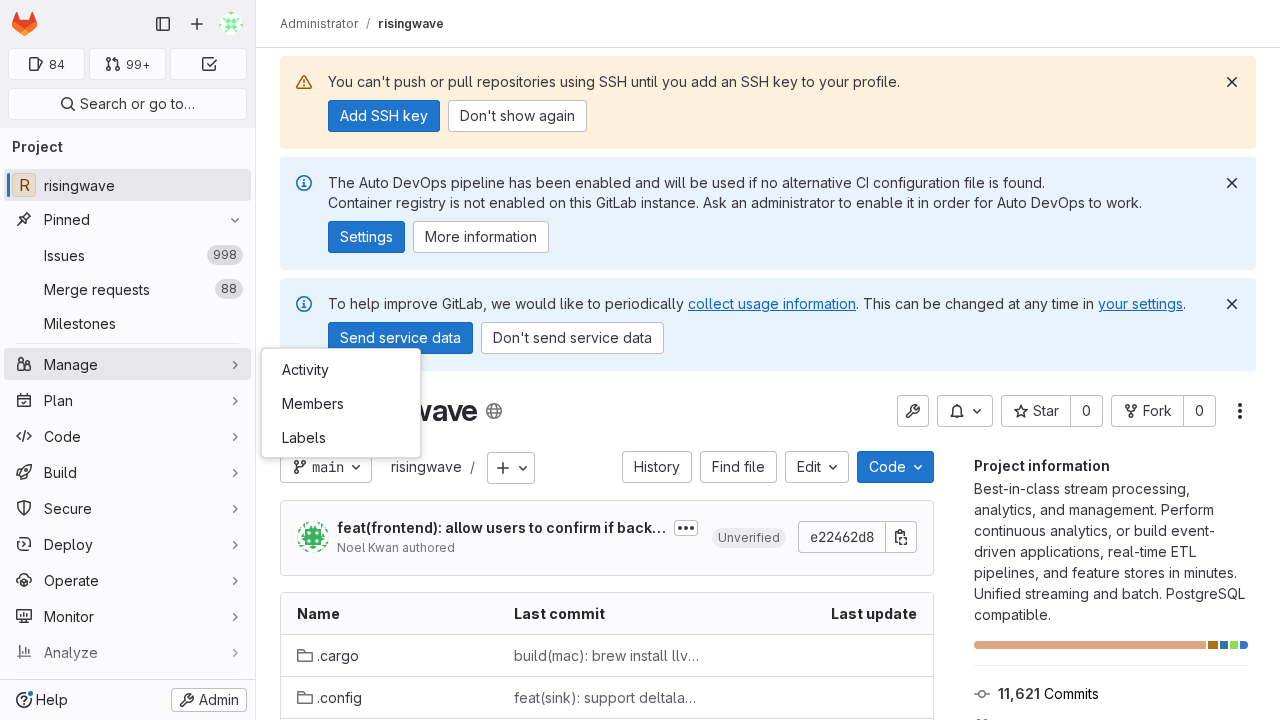 84
99+
Search or go to…
Project
R
risingwave
Pinned
Issues
998
Merge requests
88
Milestones
Manage
Plan
Code
Build
Secure
Deploy
Operate
Monitor
Analyze
Help
Admin
Administrator / risingwave
You can't push or pull repositories using SSH until you add an SSH key to your profile.
Add SSH key
Don't show again
The Auto DevOps pipeline has been enabled and will be used if no alternative CI configuration file is found.
Container registry is not enabled on this GitLab instance. Ask an administrator to enable it in order for Auto DevOps to work.
Settings
More information
To help improve GitLab, we would like to periodically collect usage information. This can be changed at any time in your settings.
Send service data
Don't send service data
Activity
Members
Labels
Star
0
Fork
0
main
risingwave /
History
Find file
Edit
Code
feat(frontend): allow users to confirm if back…
Noel Kwan authored
Unverified
e22462d8
Name
Last commit
Last update
.cargo
build(mac): brew install llv…
.config
feat(sink): support deltala…
Project information
Best-in-class stream processing,
analytics, and management. Perform
continuous analytics, or build event-
driven applications, real-time ETL
pipelines, and feature stores in minutes.
Unified streaming and batch. PostgreSQL
compatible.
11,621 Commits